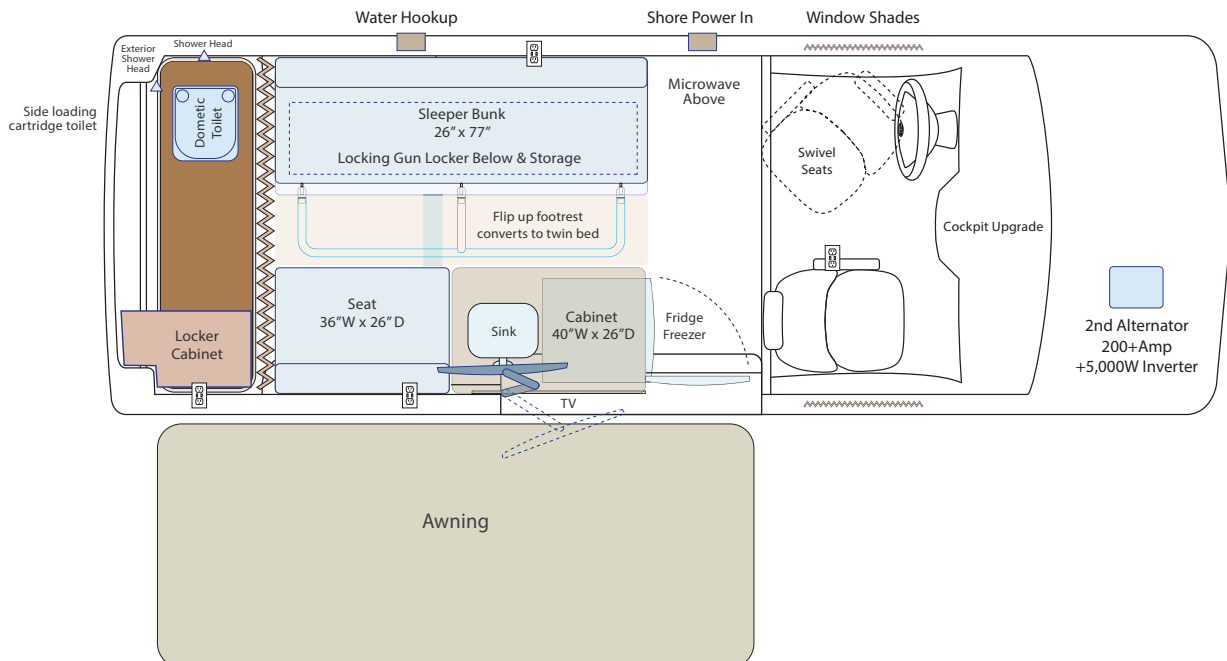 Water Hookup
Shore Power In
Window Shades
Exterior
Shower
Head
Shower Head
Side loading
cartridge toilet
Dometic
Toilet
Sleeper Bunk
26” x 77”
Locking Gun Locker Below & Storage
Microwave
Above
Swivel
Seats
Flip up footrest
converts to twin bed
Cockpit Upgrade
Seat
36”W x 26”D
Sink
Cabinet
40”W x 26”D
Fridge
Freezer
Locker
Cabinet
2nd Alternator
200+Amp
+5,000W Inverter
TV
Awning